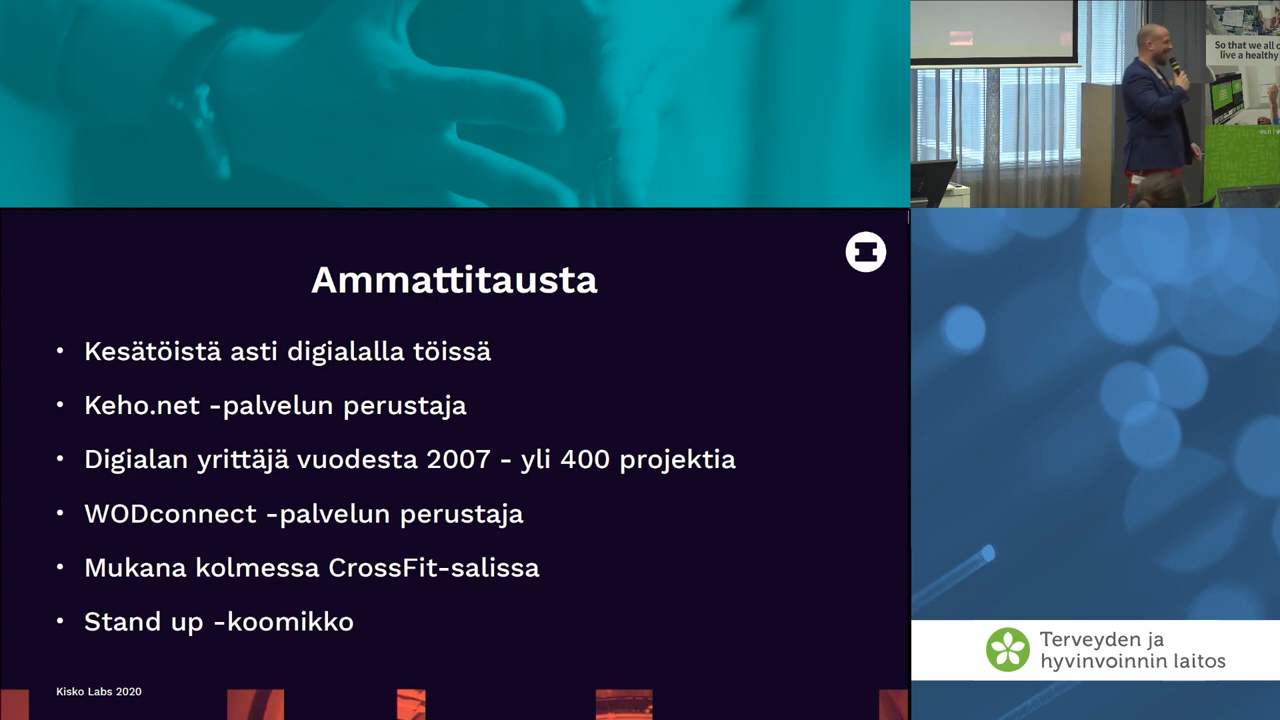 So that we all
live a healthy
Ammattitausta
• Kesätöistä asti digialalla töissä
• Keho.net -palvelun perustaja
• Digialan yrittäjä vuodesta 2007 - yli 400 projektia
• WODconnect -palvelun perustaja
• Mukana kolmessa CrossFit-salissa
• Stand up -koomikko
Kisko Labs 2020
Terveyden ja
hyvinvoinnin laitos